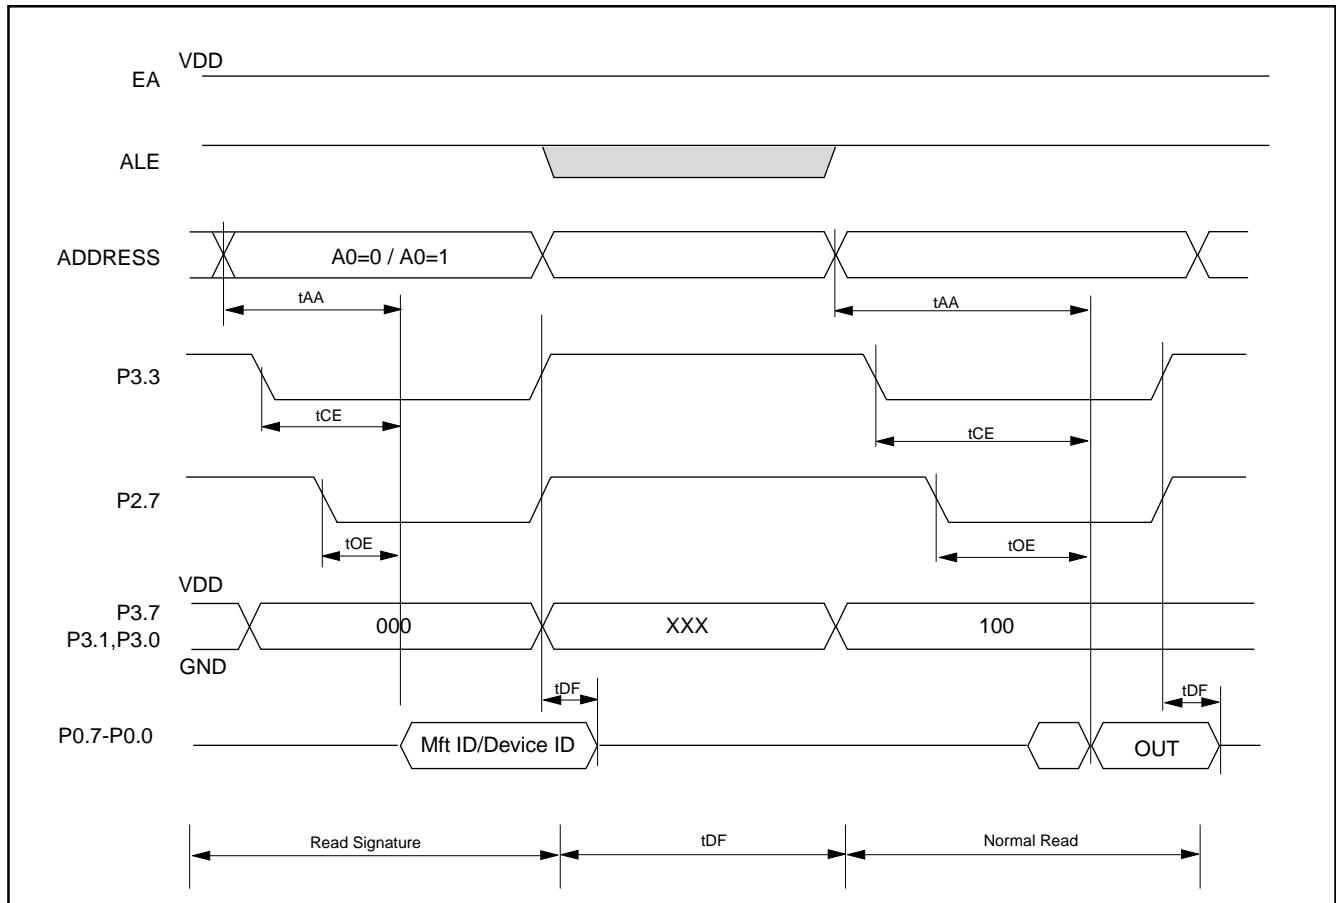 VDD
EA
ALE
ADDRESS
A0=0 / A0=1
tAA
tAA
P3.3
tCE
tCE
P2.7
tOE
tOE
VDD
P3.7
P3.1,P3.0
000
XXX
100
GND
tDF
tDF
P0.7-P0.0
Mft ID/Device ID
OUT
Read Signature
tDF
Normal Read